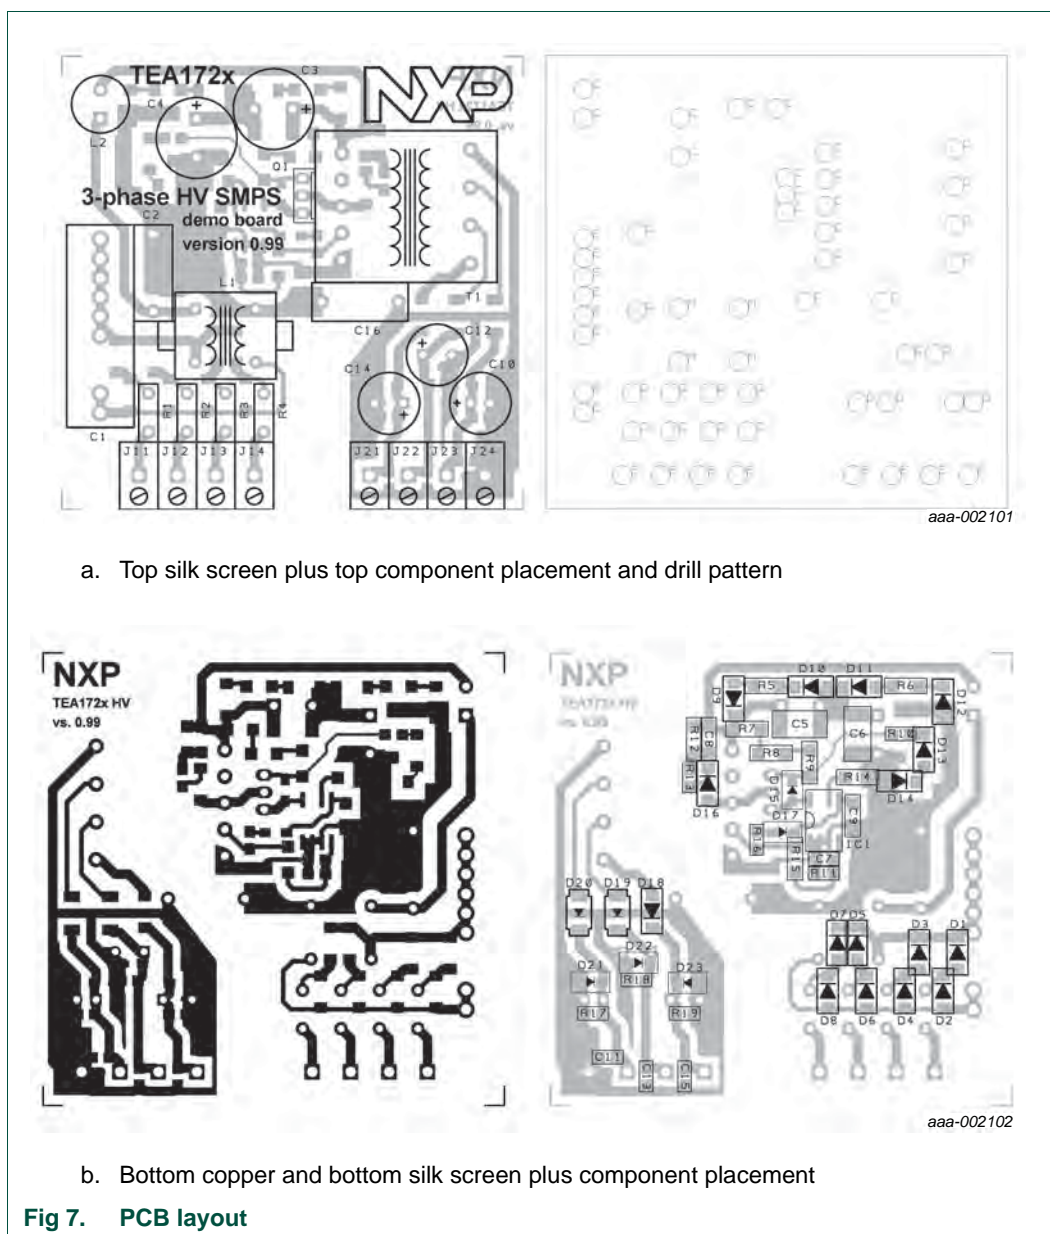 TEA172x
NXP
C3
C4
L2
Q1
3-phase HV SMPS
C2
demo board
version 0.99
L1
T1
C16
C12
C14
C10
R1
R2
R3
R4
C1
J11
J12
J13
J14
J21
J22
J23
J24
aaa-002101
a. Top silk screen plus top component placement and drill pattern
NXP
TEA172x HV
vs. 0.99
NXP
TEA172x HV
vs. 0.99
D10
D11
D9
R5
R6
D12
R12
C8
R7
C5
C6
R10
D13
R8
R9
R13
D15
R14
D16
D14
D17
C9
R16
R15
IC1
C7
R11
D20
D19
D18
D7
D5
D3
D1
D22
D21
R18
D23
R17
R19
D8
D6
D4
D2
C11
C13
C15
aaa-002102
b. Bottom copper and bottom silk screen plus component placement
Fig 7. PCB layout